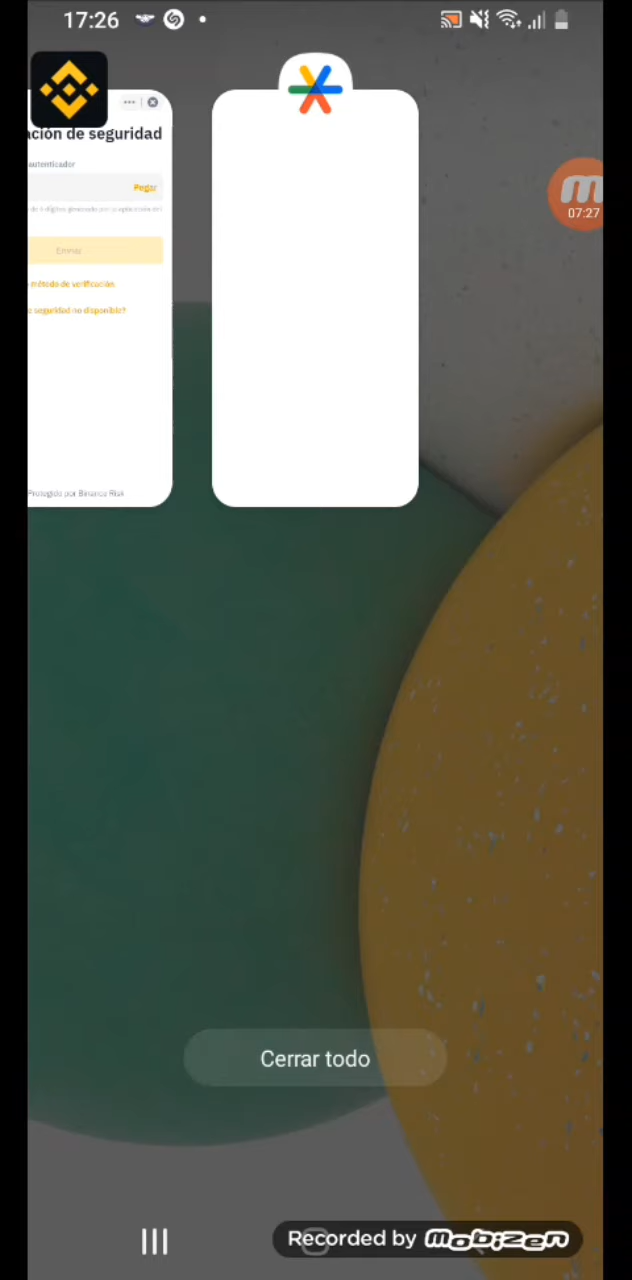 17:26
ción de seguridad
autenticador
Pegar
Enviar
método de verificación.
seguridad no disponible?
Protegido por Binance Risk
07:27
Cerrar todo
Recorded by mobizen